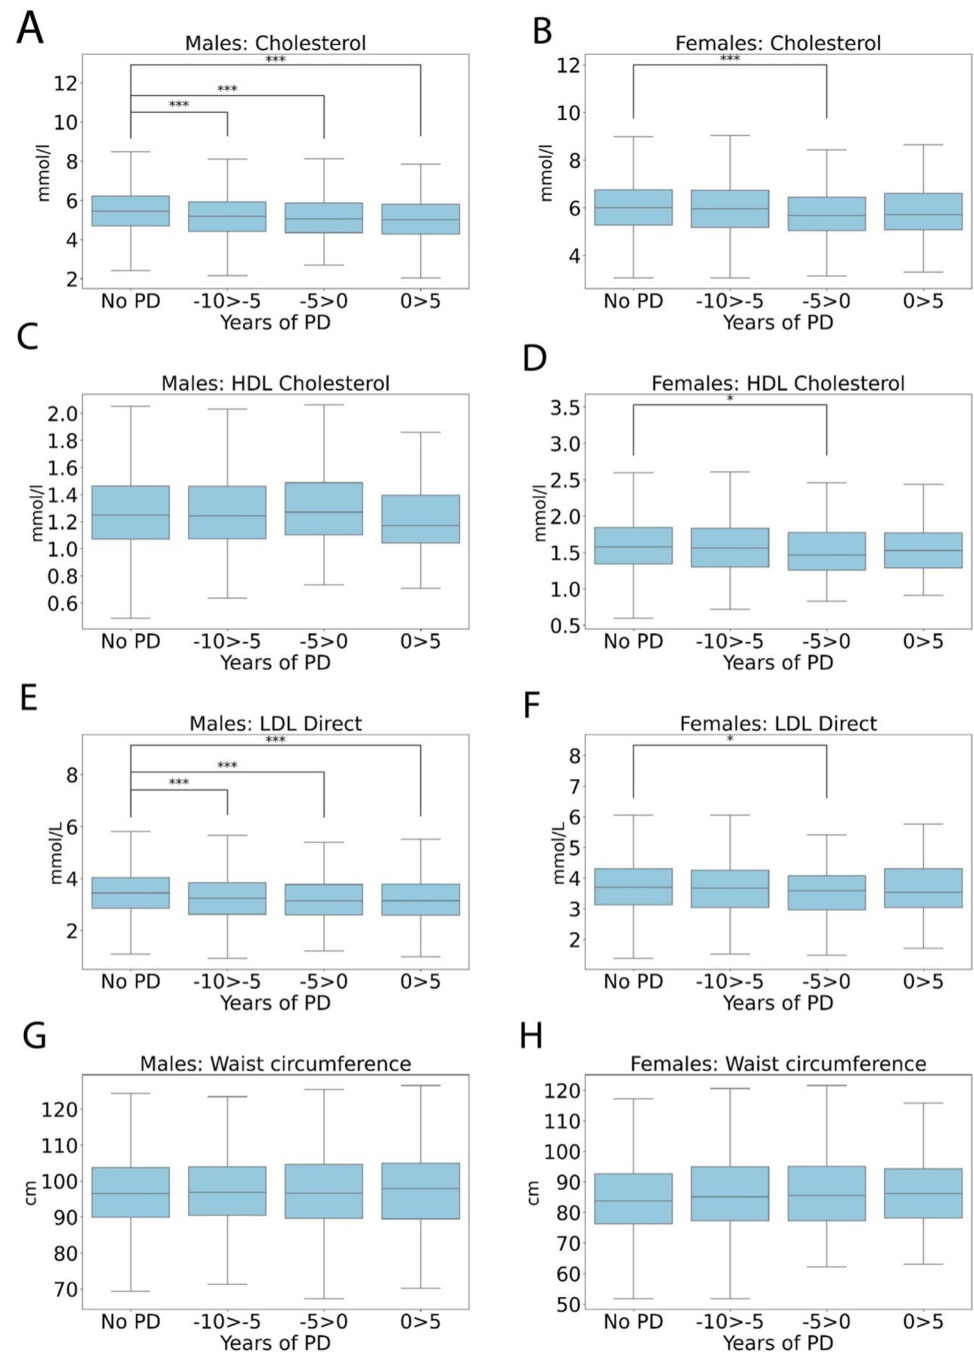 A
Males: Cholesterol
***
***
***
12
10
8
6
4
2
mmol/l
No PD -10>-5 -5>0 0>5
Years of PD
B
Females: Cholesterol
***
12
10
8
6
4
mmol/l
No PD -10>-5 -5>0 0>5
Years of PD
C
Males: HDL Cholesterol
2.0
1.8
1.6
1.4
1.2
1.0
0.8
0.6
mmol/l
No PD -10>-5 -5>0 0>5
Years of PD
D
Females: HDL Cholesterol
*
3.5
3.0
2.5
2.0
1.5
1.0
0.5
mmol/l
No PD -10>-5 -5>0 0>5
Years of PD
E
Males: LDL Direct
***
***
***
8
6
4
2
mmol/L
No PD -10>-5 -5>0 0>5
Years of PD
F
Females: LDL Direct
*
8
7
6
5
4
3
2
mmol/L
No PD -10>-5 -5>0 0>5
Years of PD
G
Males: Waist circumference
120
110
100
90
80
70
cm
No PD -10>-5 -5>0 0>5
Years of PD
H
Females: Waist circumference
120
110
100
90
80
70
60
50
cm
No PD -10>-5 -5>0 0>5
Years of PD